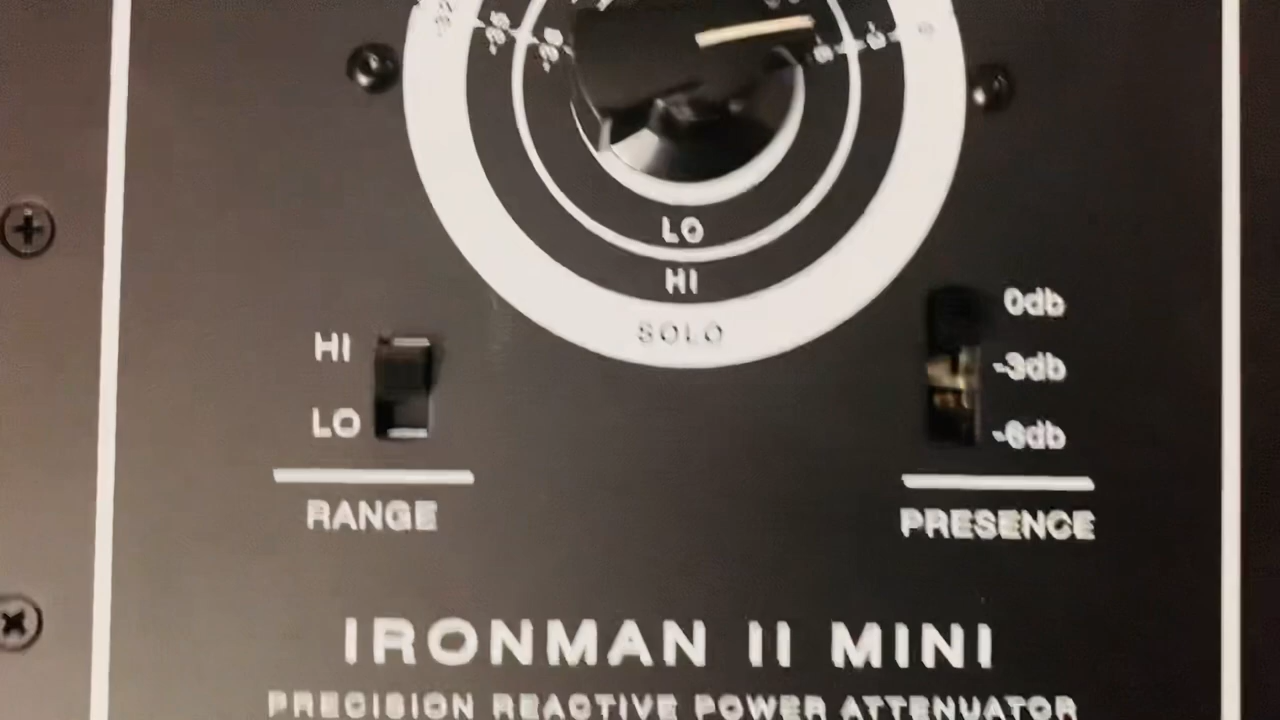 LO
HI
SOLO
0db
HI
-3db
LO
-6db
RANGE
PRESENCE
IRONMAN II MINI
PRECISION REACTIVE POWER ATTENUATOR